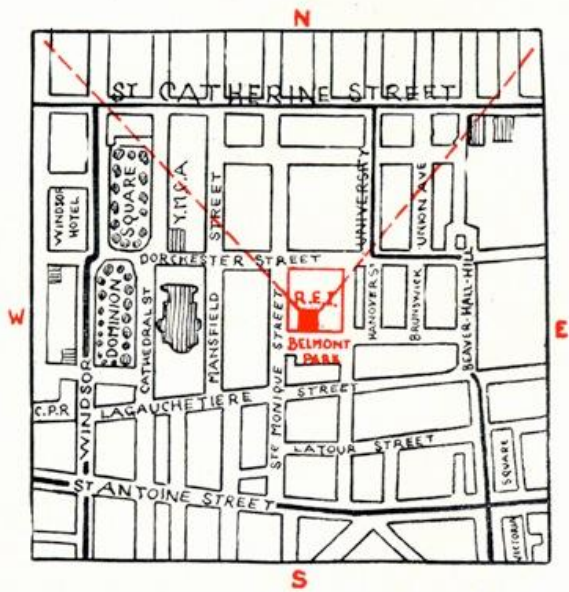 N
ST CATHERINE STREET
WINDSOR
HOTEL
SQUARE
Y.M.C.A
STREET
UNIVERSITY
UNION AVE
DORCHESTER STREET
W
DOMINION
CATHEDRAL ST
MANSFIELD
STE MONIQUE STREET
R.E.I.
BELMONT
PARK
HANOVER ST
BRUNSWICK
BEAVER-HALL-HILL
E
C.P.R
WINDSOR
LAGAUCHETIERE STREET
LATOUR STREET
ST ANTOINE STREET
SQUARE
VICTORIA
S